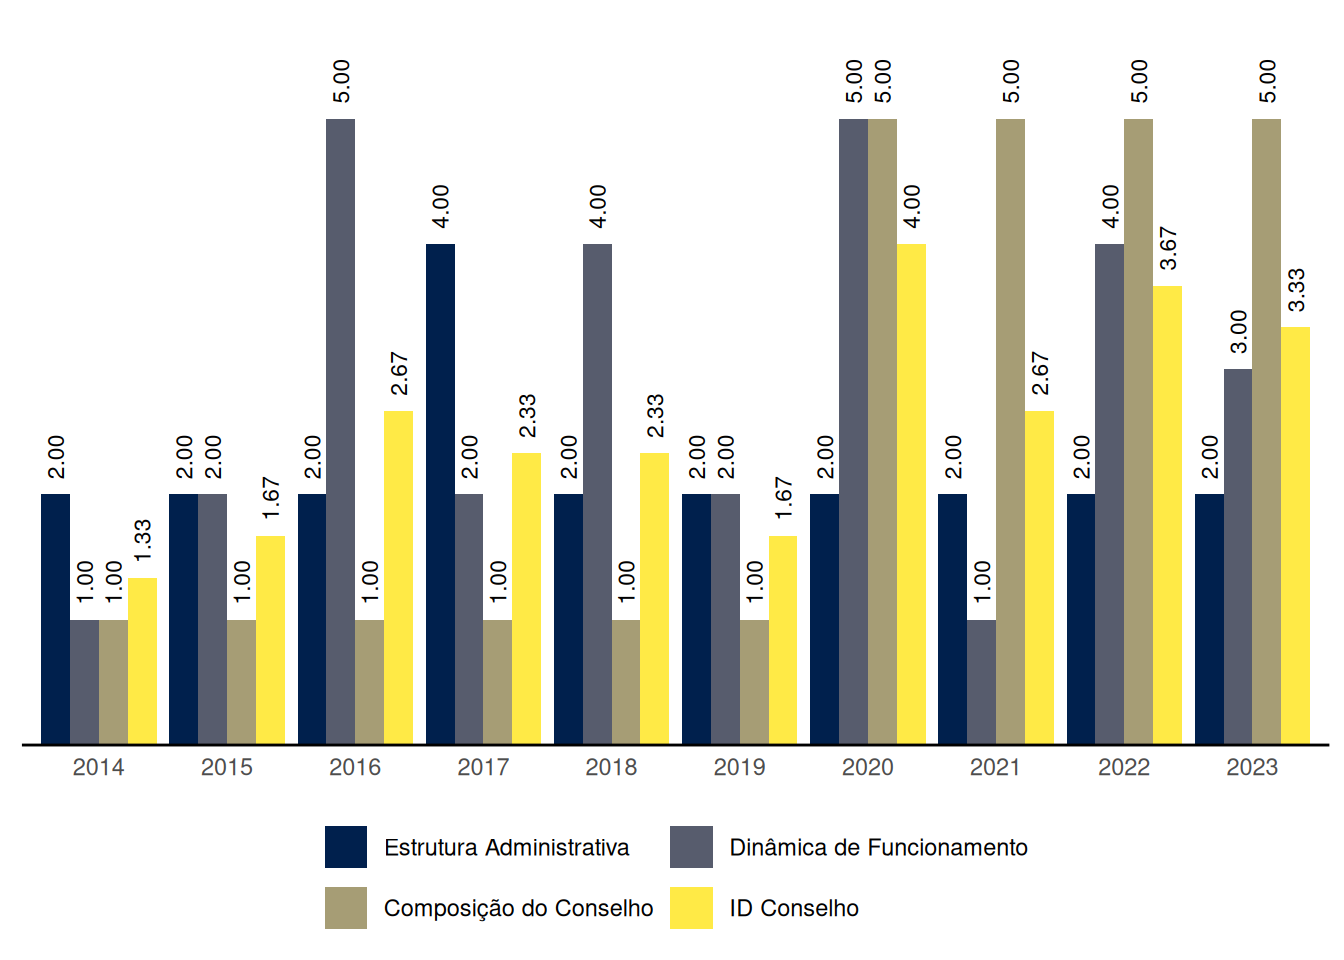 2.00 1.00 1.00 1.33 2.00 2.00 1.00 1.67 2.00 5.00 1.00 2.67 4.00 2.00 1.00 2.33 2.00 4.00 1.00 2.33 2.00 2.00 1.00 1.67 2.00 5.00 5.00 4.00 2.00 1.00 5.00 2.67 2.00 4.00 5.00 3.67 2.00 3.00 5.00 3.33
2014 2015 2016 2017 2018 2019 2020 2021 2022 2023
Estrutura Administrativa Dinâmica de Funcionamento
Composição do Conselho ID Conselho